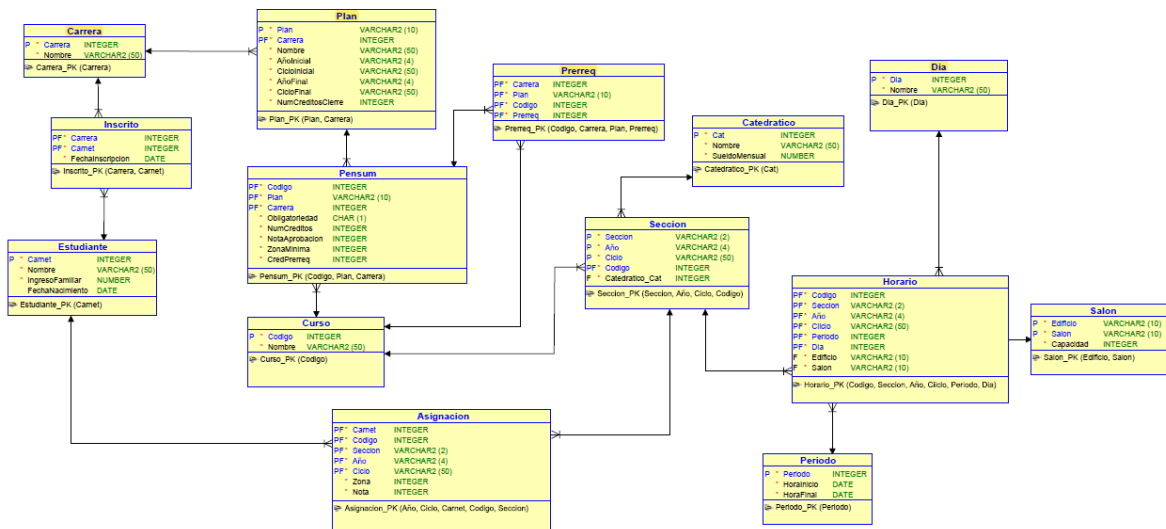 Carrera
P * Carrera INTEGER
* Nombre VARCHAR2 (50)
Carrera_PK (Carrera)
Plan
P * Plan VARCHAR2 (10)
PF* Carrera INTEGER
* Nombre VARCHAR2 (50)
* AñoInicial VARCHAR2 (4)
* CicloInicial VARCHAR2 (50)
* AñoFinal VARCHAR2 (4)
* CicloFinal VARCHAR2 (50)
* NumCreditosCierre INTEGER
Plan_PK (Plan, Carrera)
Prerreq
PF* Carrera INTEGER
PF* Plan VARCHAR2 (10)
PF* Codigo INTEGER
PF* Prerreq INTEGER
Prerreq_PK (Codigo, Carrera, Plan, Prerreq)
Dia
P * Dia INTEGER
* Nombre VARCHAR2 (50)
Dia_PK (Dia)
Inscrito
PF* Carrera INTEGER
PF* Carnet INTEGER
* FechaInscripcion DATE
Inscrito_PK (Carrera, Carnet)
Catedratico
P * Cat INTEGER
* Nombre VARCHAR2 (50)
* SueldoMensual NUMBER
Catedratico_PK (Cat)
Pensum
PF* Codigo INTEGER
PF* Plan VARCHAR2 (10)
PF* Carrera INTEGER
* Obligatoriedad CHAR (1)
* NumCreditos INTEGER
* NotaAprobacion INTEGER
* ZonaMinima INTEGER
* CredPrerreq INTEGER
Pensum_PK (Codigo, Plan, Carrera)
Seccion
P * Seccion VARCHAR2 (2)
P * Año VARCHAR2 (4)
P * Ciclo VARCHAR2 (50)
PF* Codigo INTEGER
F * Catedratico_Cat INTEGER
Seccion_PK (Seccion, Año, Ciclo, Codigo)
Estudiante
P * Carnet INTEGER
* Nombre VARCHAR2 (50)
* IngresoFamiliar NUMBER
FechaNacimiento DATE
Estudiante_PK (Carnet)
Horario
PF* Codigo INTEGER
PF* Seccion VARCHAR2 (2)
PF* Año VARCHAR2 (4)
PF* Ciiclo VARCHAR2 (50)
PF* Periodo INTEGER
PF* Dia INTEGER
F * Edificio VARCHAR2 (10)
F * Salon VARCHAR2 (10)
Horario_PK (Codigo, Seccion, Año, Ciiclo, Periodo, Dia)
Salon
P * Edificio VARCHAR2 (10)
P * Salon VARCHAR2 (10)
* Capacidad INTEGER
Salon_PK (Edificio, Salon)
Curso
P * Codigo INTEGER
* Nombre VARCHAR2 (50)
Curso_PK (Codigo)
Asignacion
PF* Carnet INTEGER
PF* Codigo INTEGER
PF* Seccion VARCHAR2 (2)
PF* Año VARCHAR2 (4)
PF* Ciclo VARCHAR2 (50)
* Zona INTEGER
* Nota INTEGER
Asignacion_PK (Año, Ciclo, Carnet, Codigo, Seccion)
Periodo
P * Periodo INTEGER
* HoraInicio DATE
* HoraFinal DATE
Periodo_PK (Periodo)